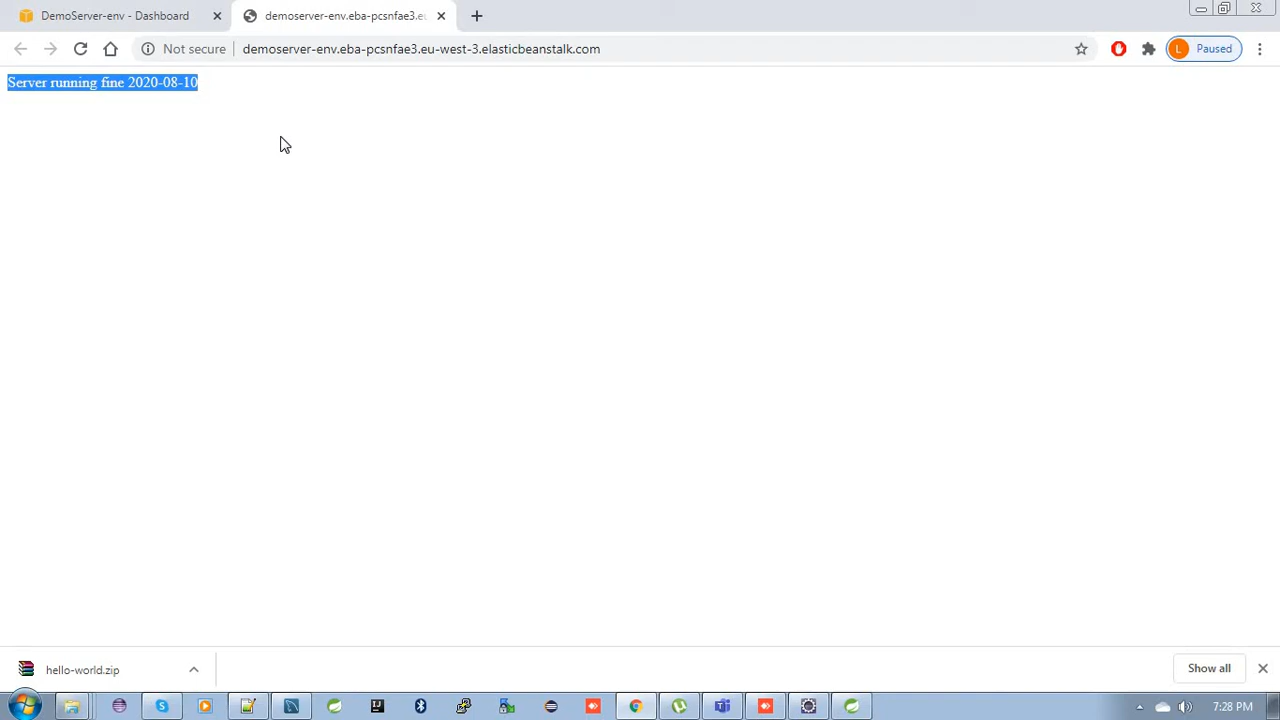 DemoServer-env - Dashboard
demoserver-env.eba-pcsnfae3.eu
Not secure
demoserver-env.eba-pcsnfae3.eu-west-3.elasticbeanstalk.com
L
Paused
Server running fine 2020-08-10
hello-world.zip
Show all
7:28 PM